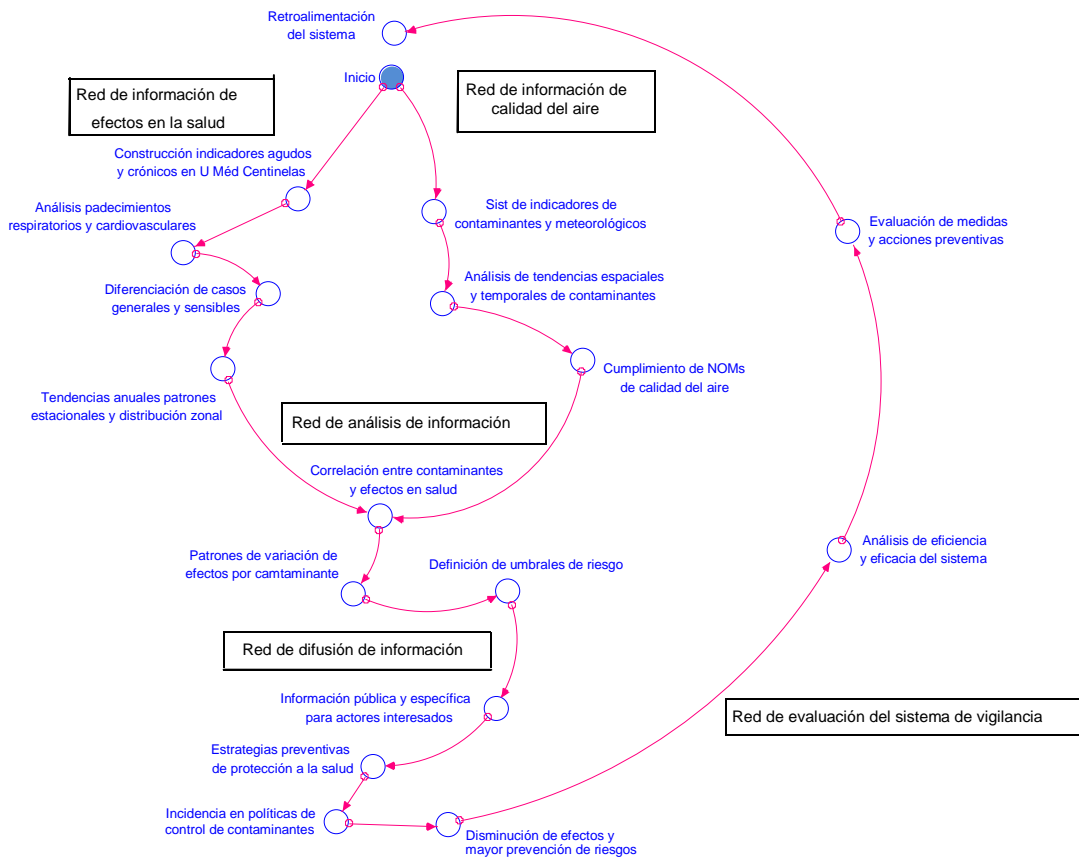 Retroalimentación
del sistema
Inicio
Red de información de
efectos en la salud
Red de información de
calidad del aire
Construcción indicadores agudos
y crónicos en U Méd Centinelas
Análisis padecimientos
respiratorios y cardiovasculares
Sist de indicadores de
contaminantes y meteorológicos
Evaluación de medidas
y acciones preventivas
Diferenciación de casos
generales y sensibles
Análisis de tendencias espaciales
y temporales de contaminantes
Tendencias anuales patrones
estacionales y distribución zonal
Cumplimiento de NOMs
de calidad del aire
Red de análisis de información
Correlación entre contaminantes
y efectos en salud
Patrones de variación de
efectos por camtaminante
Definición de umbrales de riesgo
Análisis de eficiencia
y eficacia del sistema
Red de difusión de información
Información pública y específica
para actores interesados
Red de evaluación del sistema de vigilancia
Estrategias preventivas
de protección a la salud
Incidencia en políticas de
control de contaminantes
Disminución de efectos y
mayor prevención de riesgos